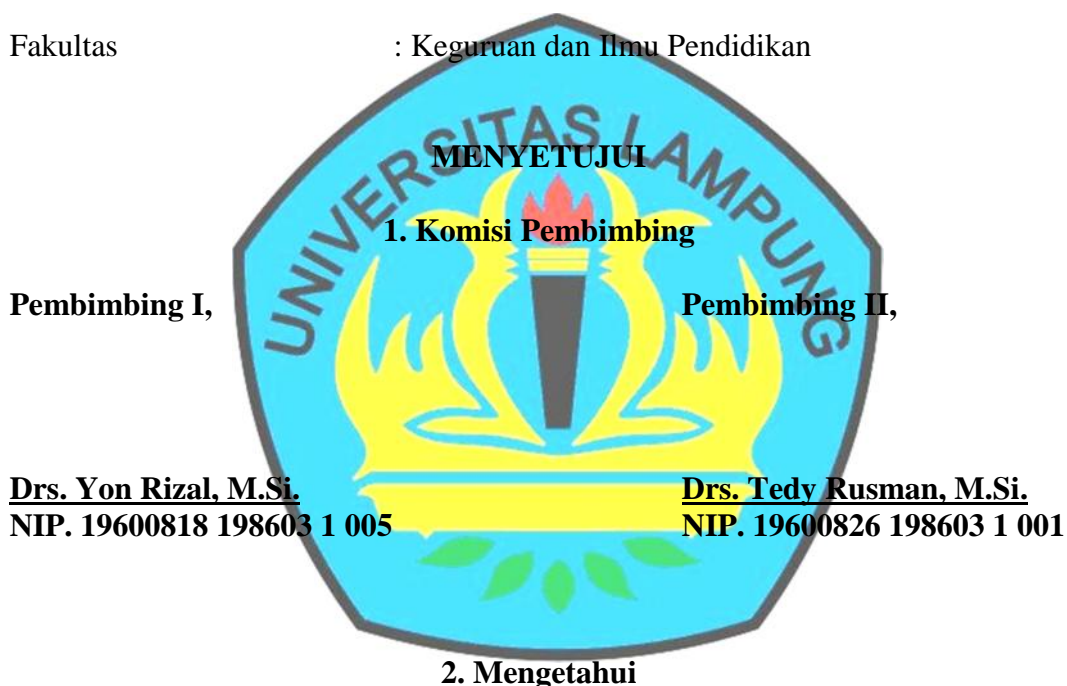 Fakultas : Keguruan dan Ilmu Pendidikan
UNIVERSITAS LAMPUNG
MENYETUJUI
1. Komisi Pembimbing
Pembimbing I, Pembimbing II,
Drs. Yon Rizal, M.Si. Drs. Tedy Rusman, M.Si.
NIP. 19600818 198603 1 005 NIP. 19600826 198603 1 001
2. Mengetahui